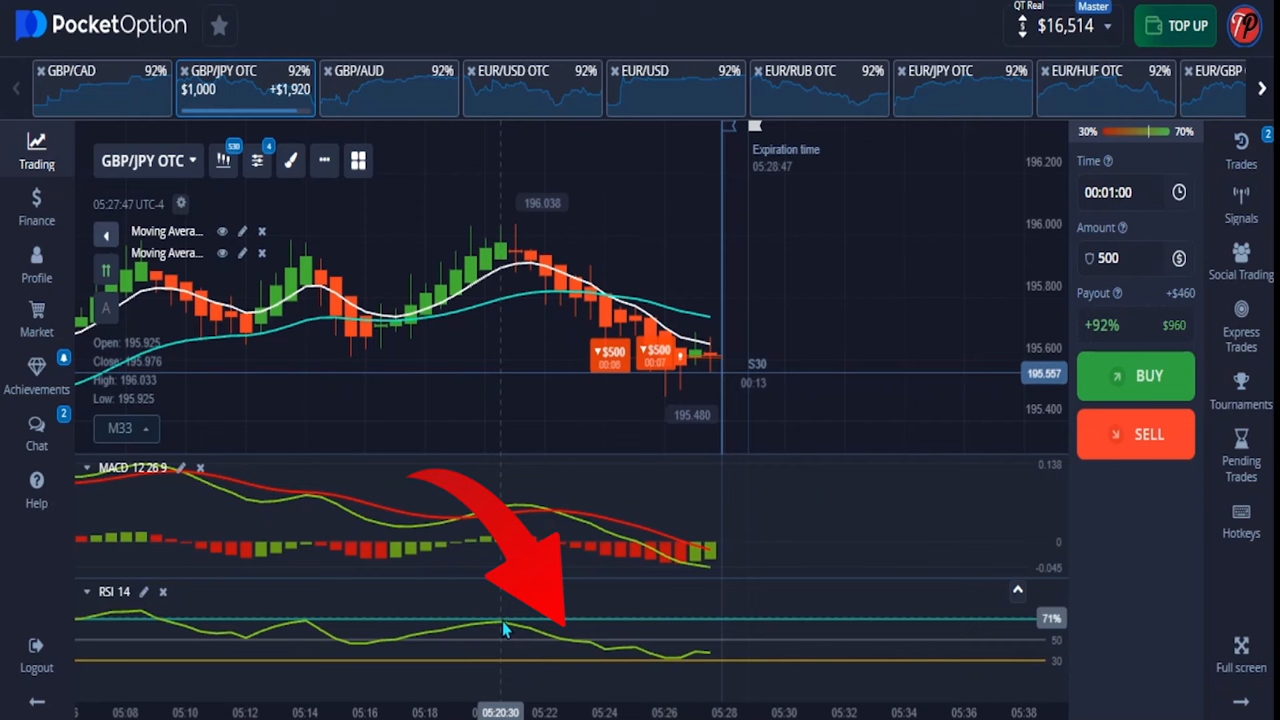 PocketOption
QT Real
Master
$16,514
TOP UP
GBP/CAD 92%
GBP/JPY OTC 92%
$1,000 +$1,920
GBP/AUD 92%
EUR/USD OTC 92%
EUR/USD 92%
EUR/RUB OTC 92%
EUR/JPY OTC 92%
EUR/HUF OTC 92%
EUR/GBP
Trading
Finance
Profile
Market
Achievements
2
Chat
Help
Logout
GBP/JPY OTC
S30
4
05:27:47 UTC-4
Moving Avera...
Moving Avera...
A
Open: 195.925
Close: 195.976
High: 196.033
Low: 195.925
M33
196.038
$500
00:06
$500
00:07
195.480
Expiration time
05:28:47
S30
00:13
196.200
196.000
195.800
195.600
195.557
195.400
MACD 12 26 9
0.138
0
-0.045
RSI 14
71%
50
30
05:08
05:10
05:12
05:14
05:16
05:18
05:20:30
05:22
05:24
05:26
05:28
05:30
05:32
05:34
05:36
05:38
30% 70%
Time
00:01:00
Amount
500
Payout +$460
+92% $960
BUY
SELL
2
Trades
Signals
Social Trading
Express
Trades
Tournaments
Pending
Trades
Hotkeys
Full screen